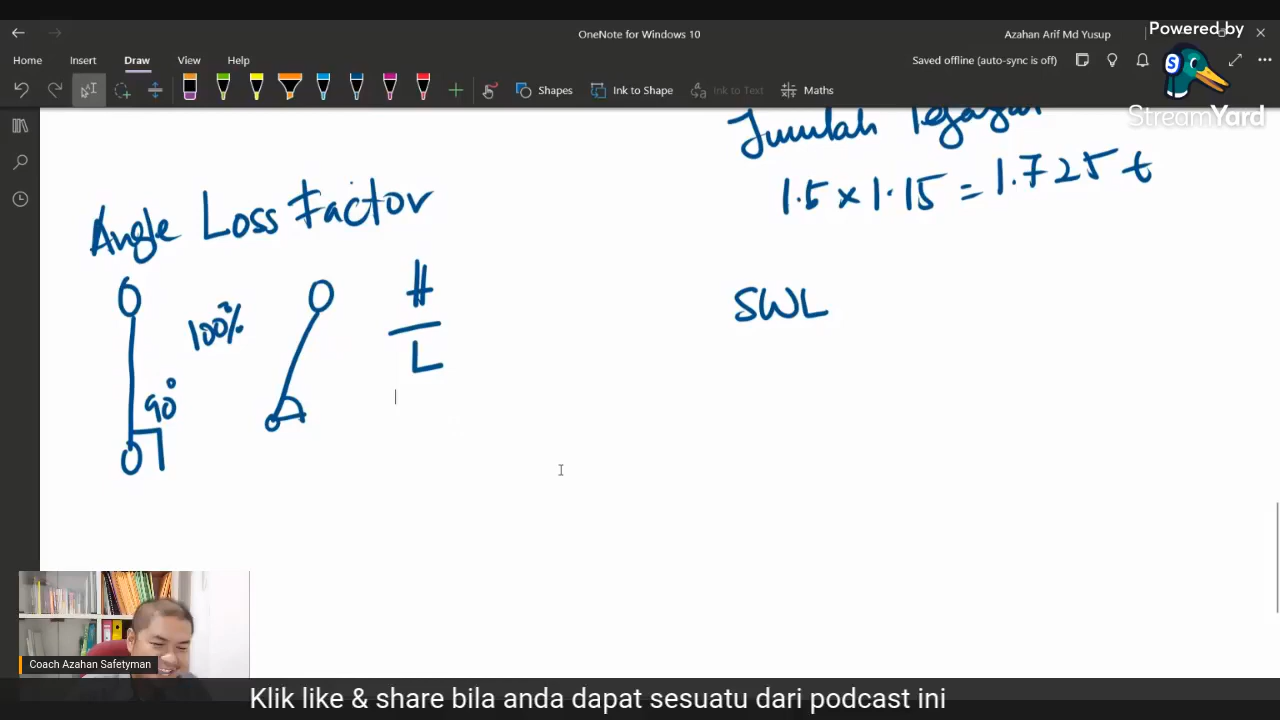 Powered by
StreamYard
OneNote for Windows 10
Azahan Arif Md Yusup
Home
Insert
Draw
View
Help
Saved offline (auto-sync is off)
Shapes
Ink to Shape
Ink to Text
Maths
Jumlah
1.5 x 1.15 = 1.725 t
Angle Loss Factor
100%
H
L
90°
SWL
Coach Azahan Safetyman
Klik like & share bila anda dapat sesuatu dari podcast ini